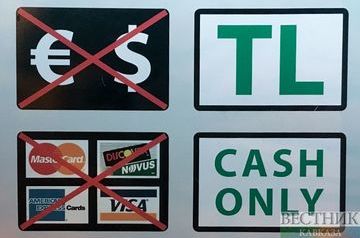 € $
TL
MasterCard
DISCOVER
NOVUS
AMERICAN
EXPRESS Cards
VISA
CASH
ONLY
ВЕСТНИК
КАВКАЗА